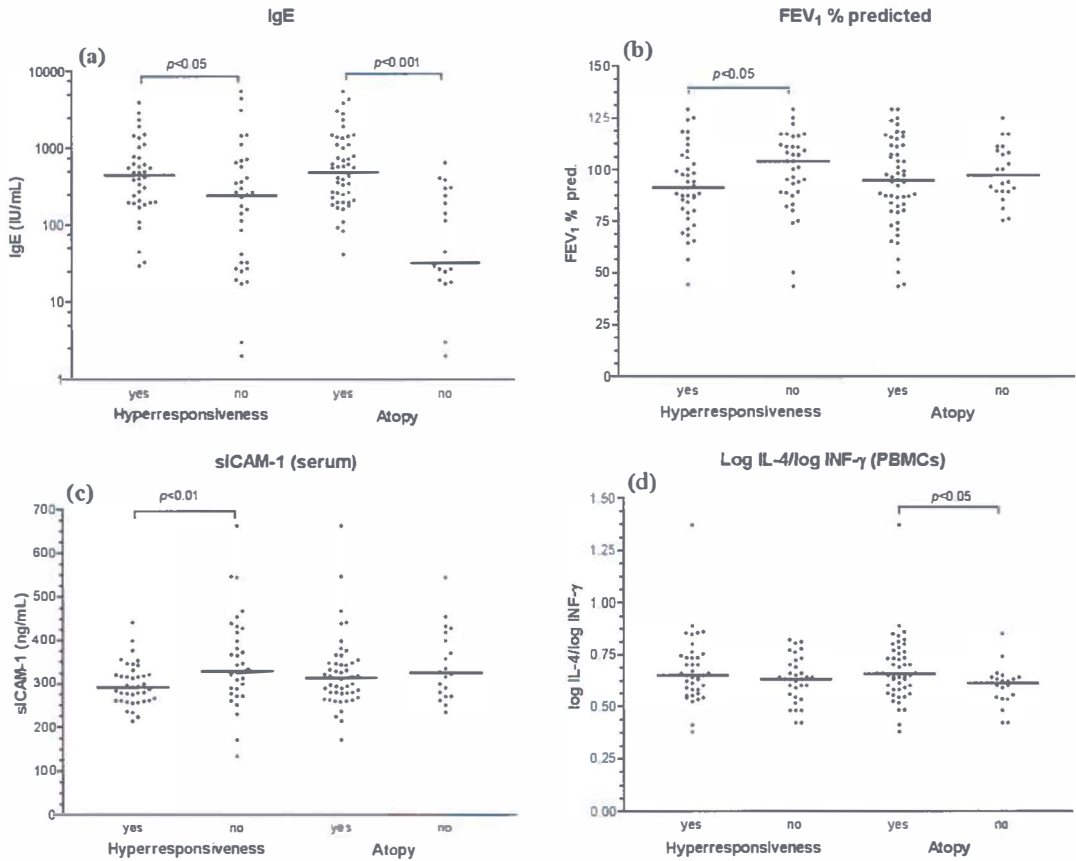 IgE
(a)
p<0.05
p<0.001
10000
1000
100
10
1
IgE (IU/mL)
yes
no
yes
no
Hyperresponsiveness
Atopy
FEV₁ % predicted
(b)
p<0.05
150
125
100
75
50
25
0
FEV₁ % pred.
yes
no
yes
no
Hyperresponsiveness
Atopy
sICAM-1 (serum)
(c)
p<0.01
700
600
500
400
300
200
100
0
sICAM-1 (ng/mL)
yes
no
yes
no
Hyperresponsiveness
Atopy
Log IL-4/log INF-γ (PBMCs)
(d)
p<0.05
1.50
1.25
1.00
0.75
0.50
0.25
0.00
log IL-4/log INF-γ
yes
no
yes
no
Hyperresponsiveness
Atopy